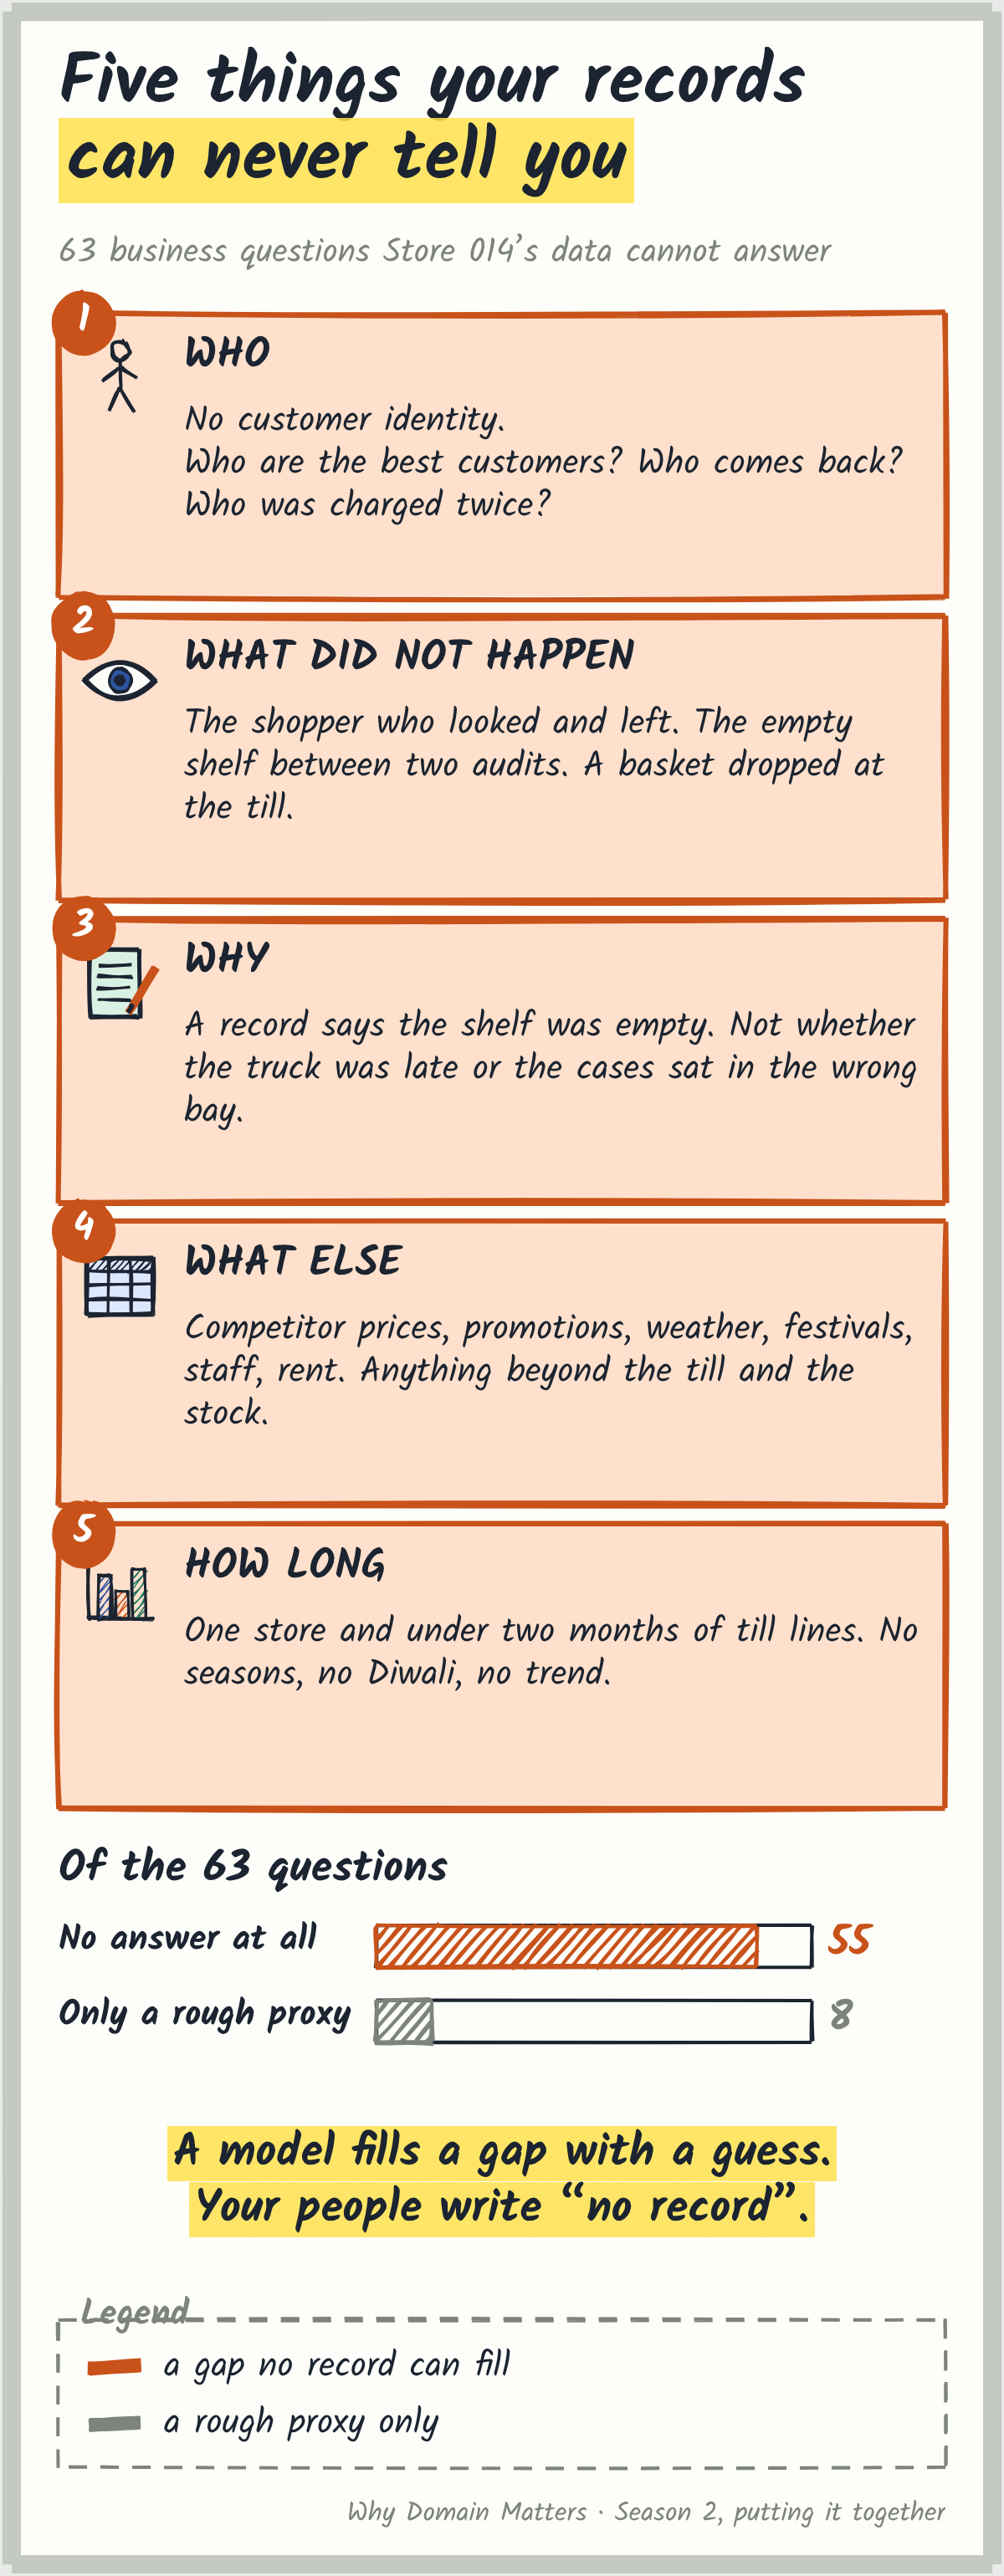 Five things your records
can never tell you
63 business questions Store 014’s data cannot answer
1
WHO
No customer identity.
Who are the best customers? Who comes back?
Who was charged twice?
2
WHAT DID NOT HAPPEN
The shopper who looked and left. The empty
shelf between two audits. A basket dropped at
the till.
3
WHY
A record says the shelf was empty. Not whether
the truck was late or the cases sat in the wrong
bay.
4
WHAT ELSE
Competitor prices, promotions, weather, festivals,
staff, rent. Anything beyond the till and the
stock.
5
HOW LONG
One store and under two months of till lines. No
seasons, no Diwali, no trend.
Of the 63 questions
No answer at all 55
Only a rough proxy 8
A model fills a gap with a guess.
Your people write “no record”.
Legend
a gap no record can fill
a rough proxy only
Why Domain Matters · Season 2, putting it together